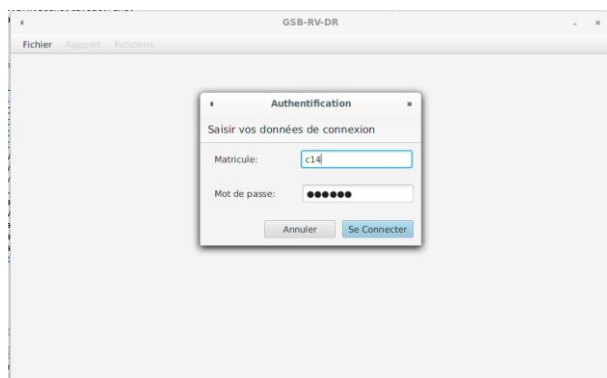 GSB-RV-DR
Fichier Rapport Paticiens
Authentification
Saisir vos données de connexion
Matricule: c14
Mot de passe: ●●●●●●
Annuler Se Connecter